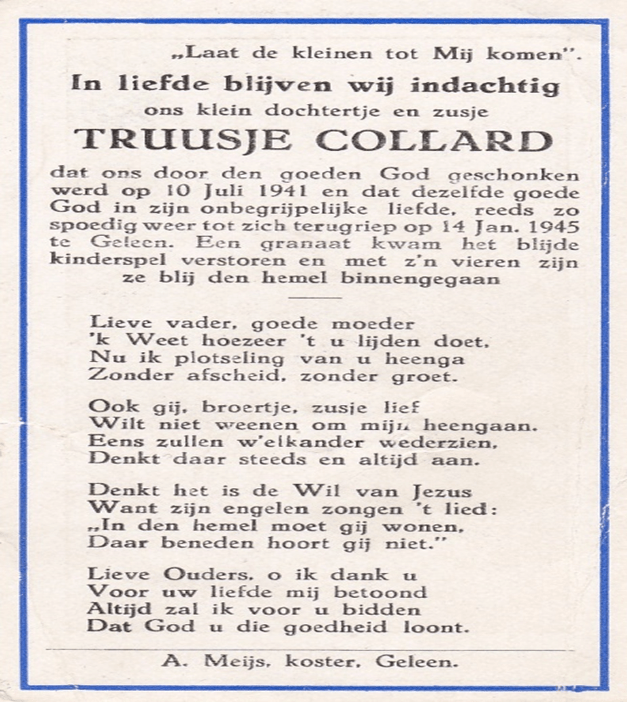 „Laat de kleinen tot Mij komen”.
In liefde blijven wij indachtig
ons klein dochtertje en zusje
TRUUSJE COLLARD
dat ons door den goeden God geschonken
werd op 10 Juli 1941 en dat dezelfde goede
God in zijn onbegrijpelijke liefde, reeds zo
spoedig weer tot zich terugriep op 14 Jan. 1945
te Geleen. Een granaat kwam het blijde
kinderspel verstoren en met z'n vieren zijn
ze blij den hemel binnengegaan
Lieve vader, goede moeder
'k Weet hoezeer 't u lijden doet,
Nu ik plotseling van u heenga
Zonder afscheid, zonder groet.
Ook gij, broertje, zusje lief
Wilt niet weenen om mijn heengaan.
Eens zullen w'elkander wederzien,
Denkt daar steeds en altijd aan.
Denkt het is de Wil van Jezus
Want zijn engelen zongen 't lied:
„In den hemel moet gij wonen,
Daar beneden hoort gij niet.”
Lieve Ouders, o ik dank u
Voor uw liefde mij betoond
Altijd zal ik voor u bidden
Dat God u die goedheid loont.
A. Meijs, koster, Geleen.